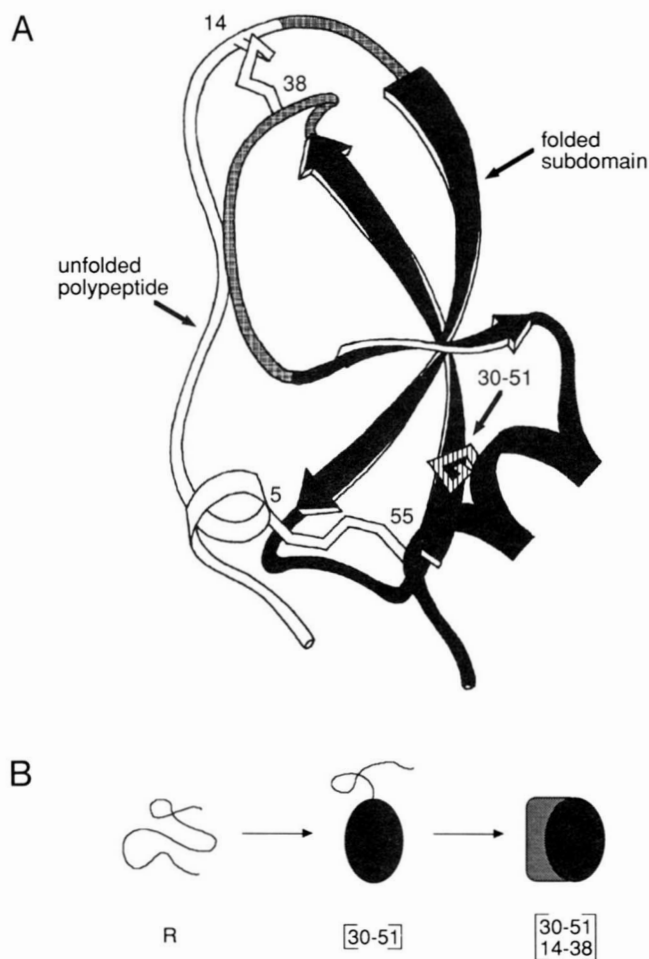 A
14
38
folded
subdomain
unfolded
polypeptide
30-51
5
55
B
R
[30-51]
[30-51
14-38]